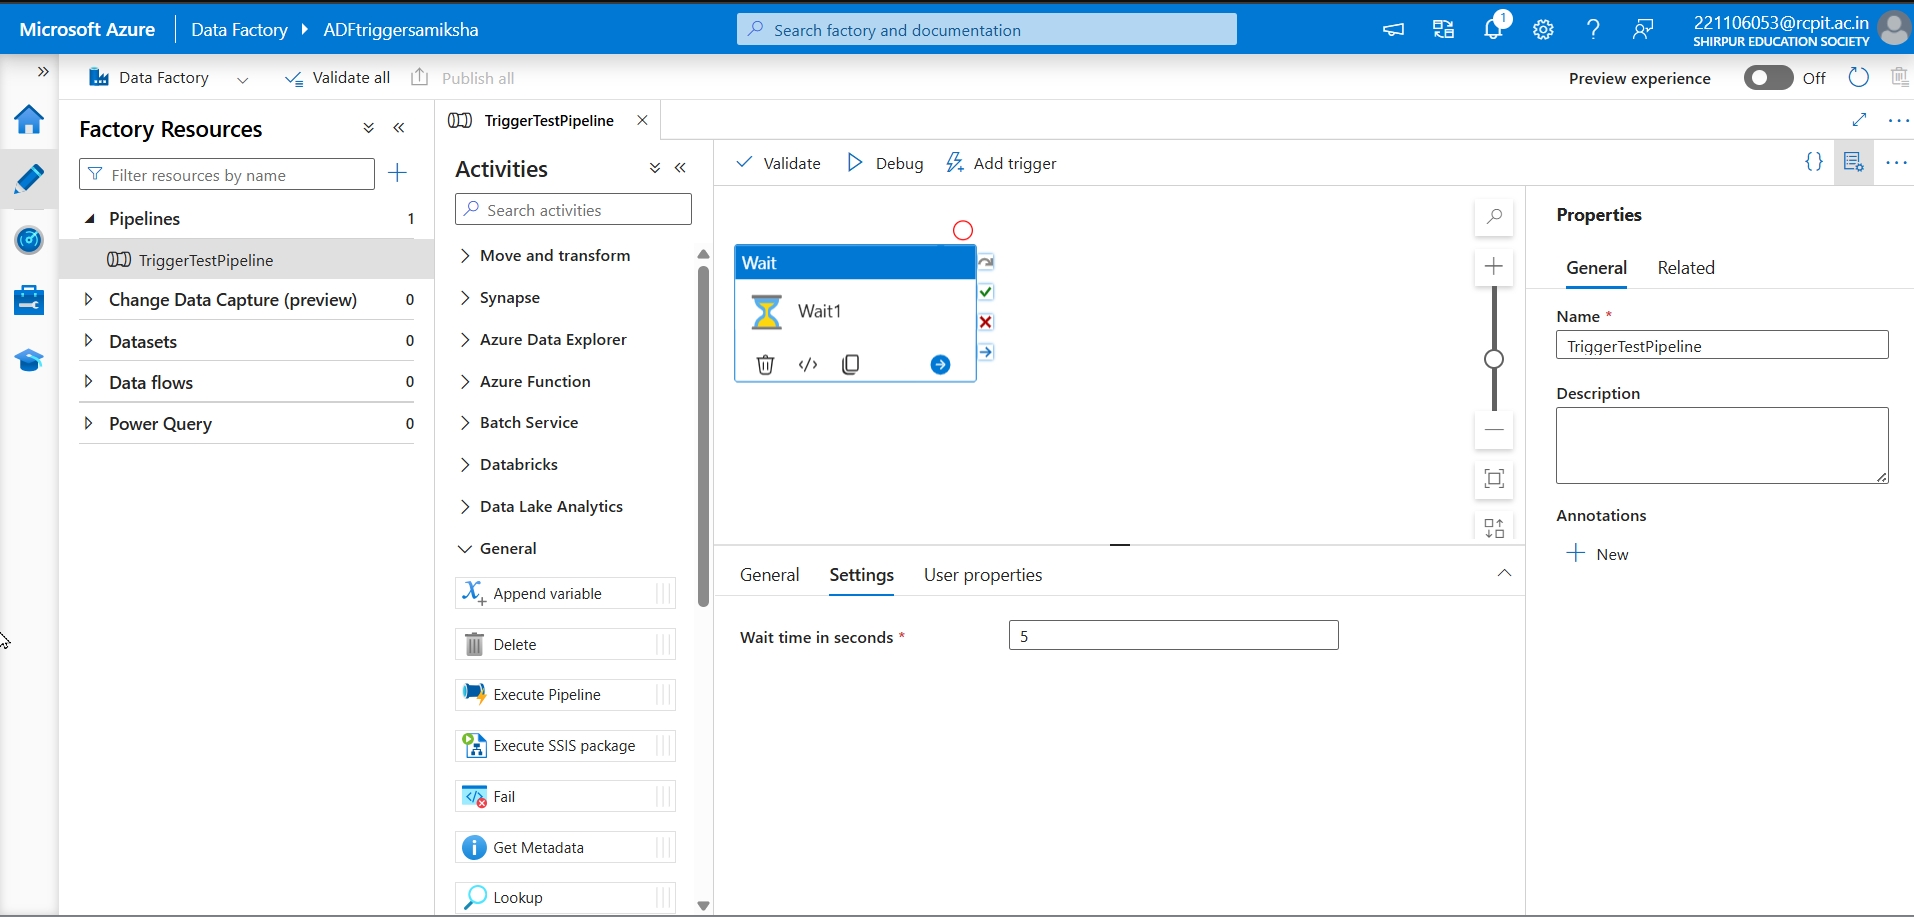 Microsoft Azure
Data Factory
ADFtriggersamiksha
Search factory and documentation
1
221106053@rcpit.ac.in
SHIRPUR EDUCATION SOCIETY
Data Factory
Validate all
Publish all
Preview experience
Off
Factory Resources
Filter resources by name
Pipelines
1
TriggerTestPipeline
Change Data Capture (preview)
0
Datasets
0
Data flows
0
Power Query
0
TriggerTestPipeline
Activities
Search activities
Move and transform
Synapse
Azure Data Explorer
Azure Function
Batch Service
Databricks
Data Lake Analytics
General
Append variable
Delete
Execute Pipeline
Execute SSIS package
Fail
Get Metadata
Lookup
Validate
Debug
Add trigger
Wait
Wait1
General
Settings
User properties
Wait time in seconds *
5
Properties
General
Related
Name *
TriggerTestPipeline
Description
Annotations
New